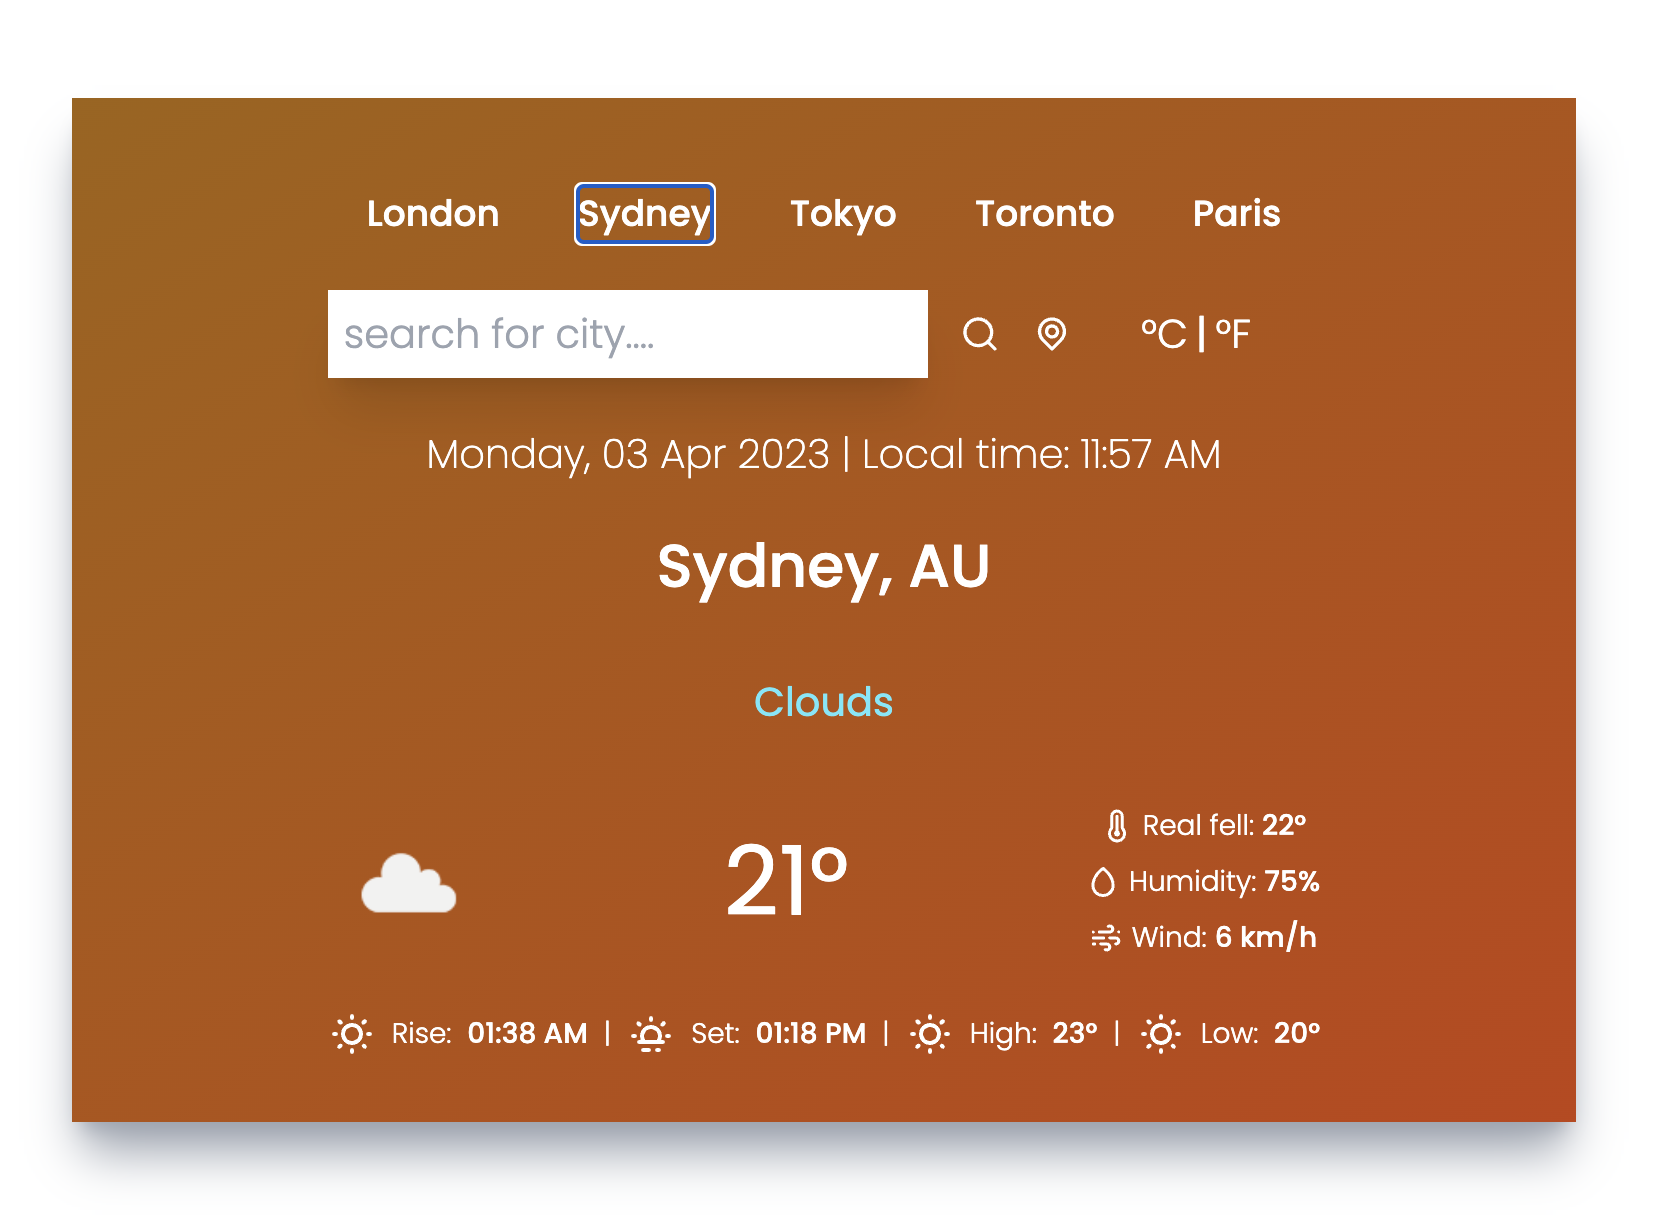 London Sydney Tokyo Toronto Paris
search for city.... °C | °F
Monday, 03 Apr 2023 | Local time: 11:57 AM
Sydney, AU
Clouds
Real fell: 22°
21°
Humidity: 75%
Wind: 6 km/h
Rise: 01:38 AM | Set: 01:18 PM | High: 23° | Low: 20°